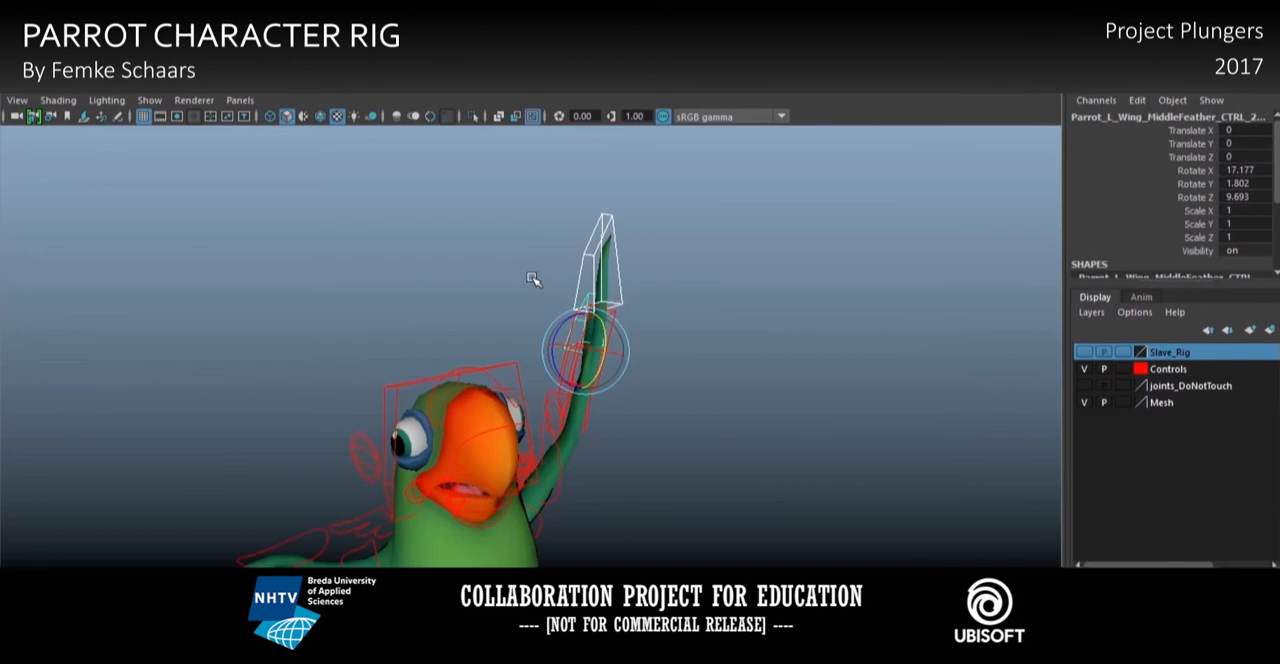 PARROT CHARACTER RIG
By Femke Schaars
Project Plungers
2017
View Shading Lighting Show Renderer Panels
0.00 1.00 sRGB gamma
Channels Edit Object Show
Parrot_L_Wing_MiddleFeather_CTRL_2...
Translate X 0
Translate Y 0
Translate Z 0
Rotate X 17.177
Rotate Y 1.802
Rotate Z 9.693
Scale X 1
Scale Y 1
Scale Z 1
Visibility on
SHAPES
Display Anim
Layers Options Help
P Slave_Rig
V P Controls
joints_DoNotTouch
V P Mesh
NHTV
Breda University
of Applied
Sciences
COLLABORATION PROJECT FOR EDUCATION
---- [NOT FOR COMMERCIAL RELEASE] ----
UBISOFT